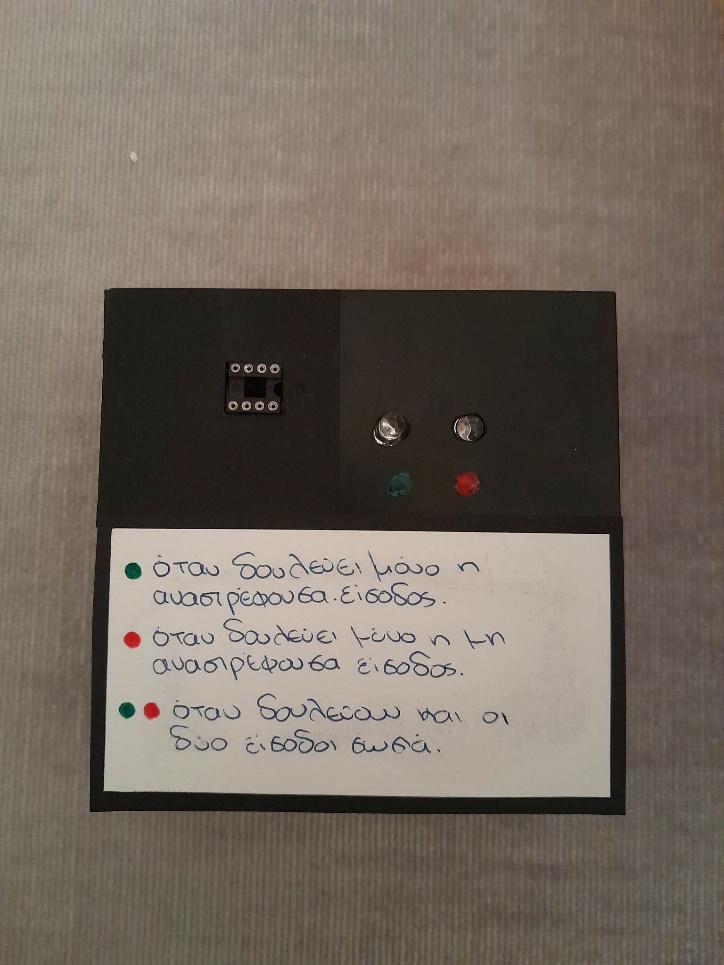 όταν δουλεύει μόνο η
αναστρέφουσα είσοδος.
όταν δουλεύει μόνο η μη
αναστρέφουσα είσοδος.
όταν δουλεύουν και οι
δύο είσοδοι σωστά.